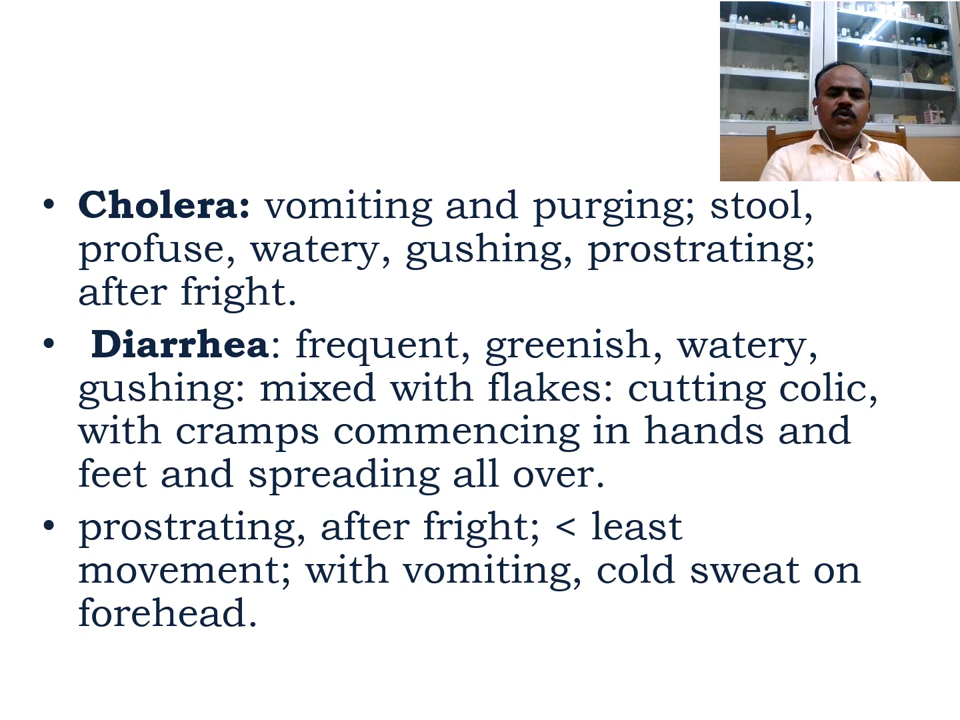 • Cholera: vomiting and purging; stool,
profuse, watery, gushing, prostrating;
after fright.
• Diarrhea: frequent, greenish, watery,
gushing: mixed with flakes: cutting colic,
with cramps commencing in hands and
feet and spreading all over.
• prostrating, after fright; < least
movement; with vomiting, cold sweat on
forehead.